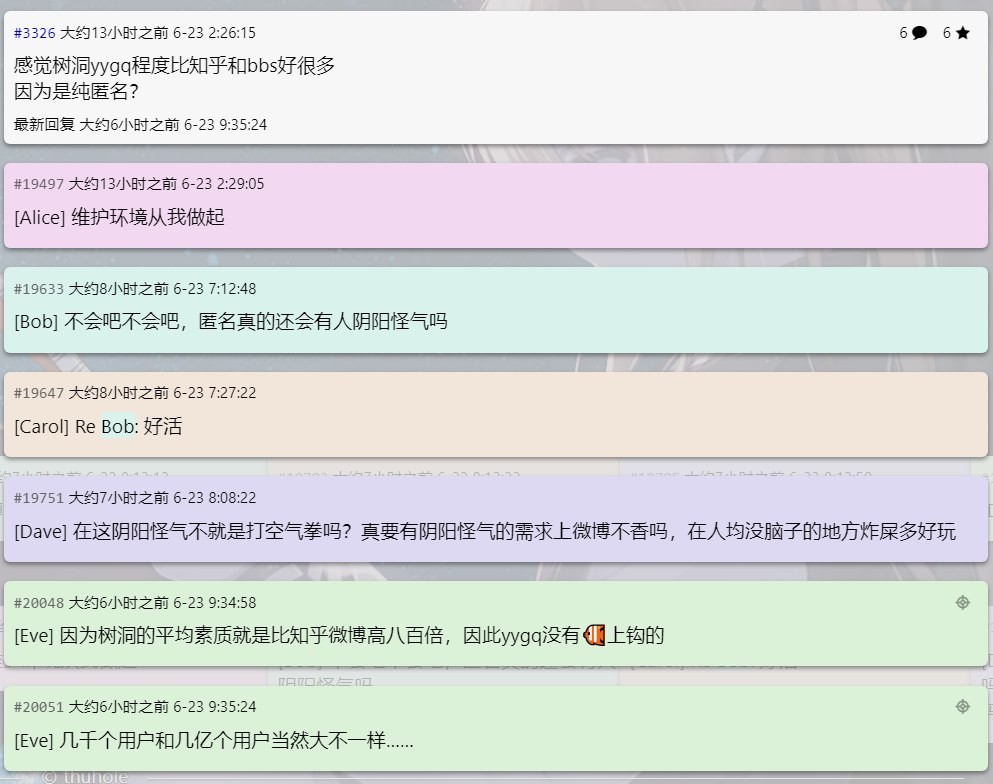 #3326 大约13小时之前 6-23 2:26:15 6 6
感觉树洞yygq程度比知乎和bbs好很多
因为是纯匿名？
最新回复 大约6小时之前 6-23 9:35:24
#19497 大约13小时之前 6-23 2:29:05
[Alice] 维护环境从我做起
#19633 大约8小时之前 6-23 7:12:48
[Bob] 不会吧不会吧，匿名真的还会有人阴阳怪气吗
#19647 大约8小时之前 6-23 7:27:22
[Carol] Re Bob: 好活
#19751 大约7小时之前 6-23 8:08:22
[Dave] 在这阴阳怪气不就是打空气拳吗？真要有阴阳怪气的需求上微博不香吗，在人均没脑子的地方炸屎多好玩
#20048 大约6小时之前 6-23 9:34:58
[Eve] 因为树洞的平均素质就是比知乎微博高八百倍，因此yygq没有🐠上钩的
#20051 大约6小时之前 6-23 9:35:24
[Eve] 几千个用户和几亿个用户当然大不一样......
© thuhole